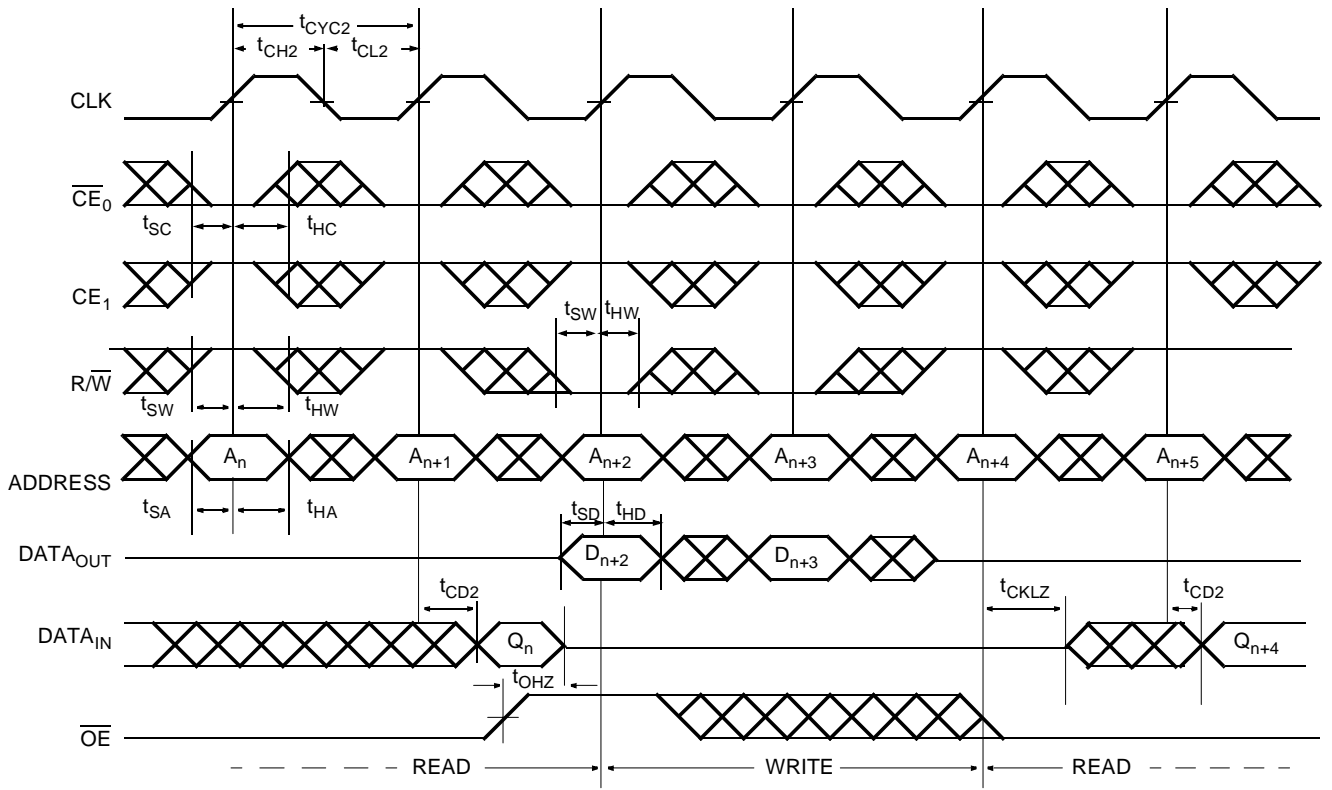 tCYC2
tCH2 tCL2
CLK
CE0
tSC tHC
CE1
tSW tHW
R/W
tSW tHW
An An+1 An+2 An+3 An+4 An+5
ADDRESS
tSA tHA
tSD tHD
DATAOUT Dn+2 Dn+3
tCD2 tCKLZ tCD2
DATAIN Qn Qn+4
tOHZ
OE
READ WRITE READ